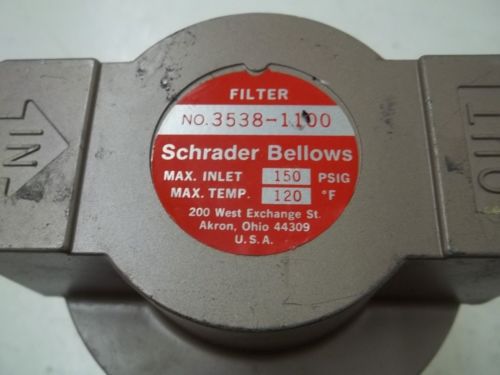 FILTER
NO. 3538-1100
Schrader Bellows
MAX. INLET 150 PSIG
MAX. TEMP. 120 °F
200 West Exchange St.
Akron, Ohio 44309
U.S.A.
IN
OUT